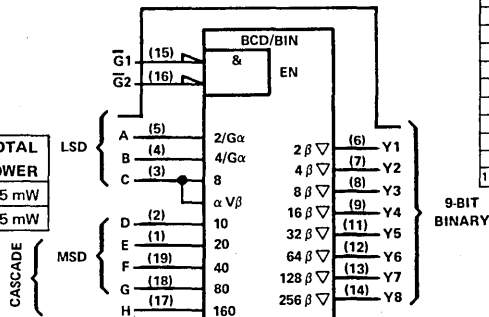 BCD/BIN
G1 (15) &
G2 (16) EN
OTAL
OWER
5 mW
5 mW
LSD
A (5) 2/Gα
B (4) 4/Gα
C (3) 8
α Vβ
CASCADE
MSD
D (2) 10
E (1) 20
F (19) 40
G (18) 80
H (17) 160
2 β ▽ (6) Y1
4 β ▽ (7) Y2
8 β ▽ (8) Y3
16 β ▽ (9) Y4
32 β ▽ (11) Y5
64 β ▽ (12) Y6
128 β ▽ (13) Y7
256 β ▽ (14) Y8
9-BIT
BINARY
1